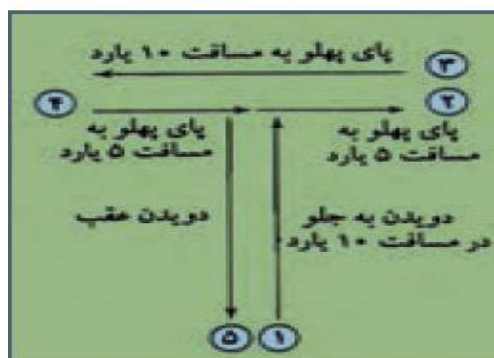 پای پهلو به مسافت ۱۰ یارد
۳
۴
۲
پای پهلو به
مسافت ۵ یارد
پای پهلو به
مسافت ۵ یارد
دویدن به جلو
در مسافت ۱۰ یارد
دویدن عقب
۱
۵